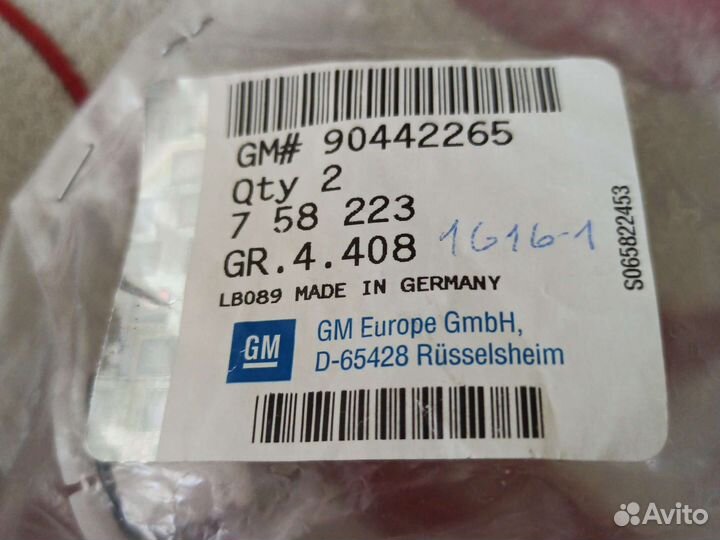 GM# 90442265
Qty 2
7 58 223
GR.4.408
1G16-1
LB089 MADE IN GERMANY
GM
GM Europe GmbH,
D-65428 Rüsselsheim
S065822453
Avito